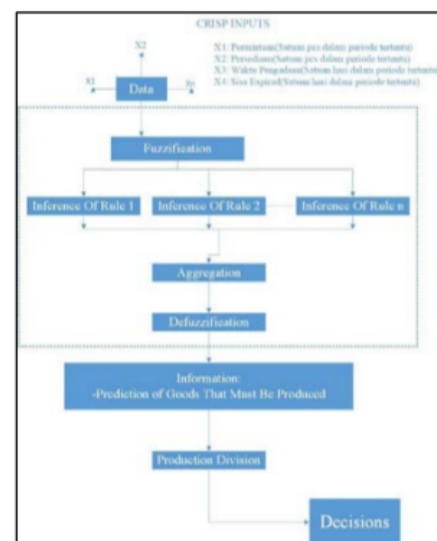 CRISP INPUTS
X2
X1: Permintaan(Satuan pcs dalam periode tertentu)
X2: Persediaan(Satuan pcs dalam periode tertentu)
X3: Waktu Pengadaan(Satuan hari dalam periode tertentu)
X4: Sisa Expired(Satuan hari dalam periode tertentu)
X1
Data
Xn
Fuzzification
Inference Of Rule 1
Inference Of Rule 2
Inference Of Rule n
Aggregation
Defuzzification
Information:
-Prediction of Goods That Must Be Produced
Production Division
Decisions